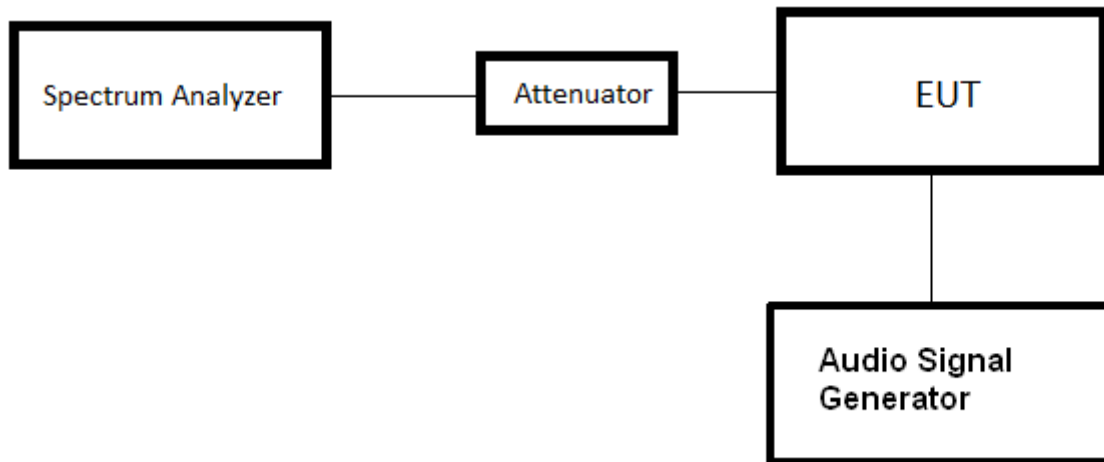 Spectrum Analyzer
Attenuator
EUT
Audio Signal
Generator